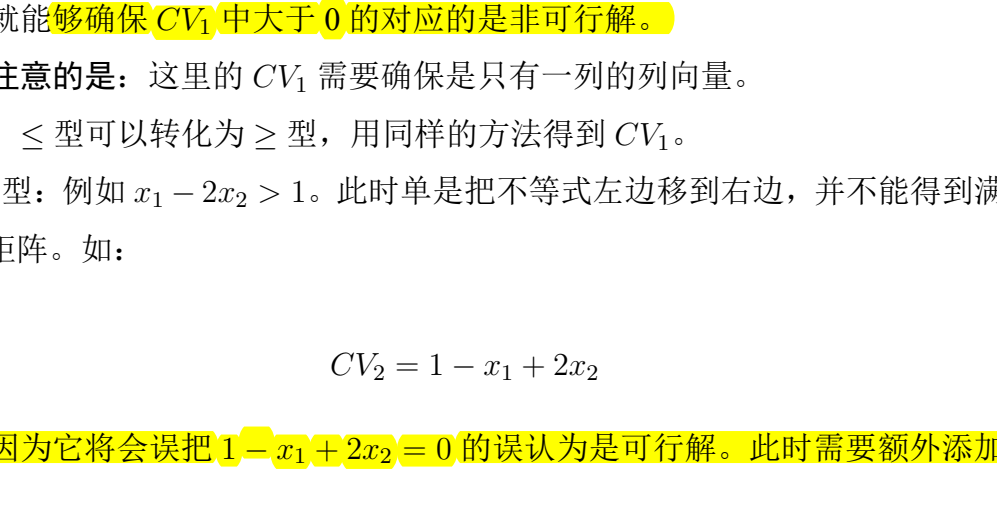 就能够确保 CV₁ 中大于 0 的对应的是非可行解。
注意的是：这里的 CV₁ 需要确保是只有一列的列向量。
≤ 型可以转化为 ≥ 型，用同样的方法得到 CV₁。
型：例如 x₁ − 2x₂ > 1。此时单是把不等式左边移到右边，并不能得到满
矩阵。如：
CV₂ = 1 − x₁ + 2x₂
因为它将会误把 1 − x₁ + 2x₂ = 0 的误认为是可行解。此时需要额外添加